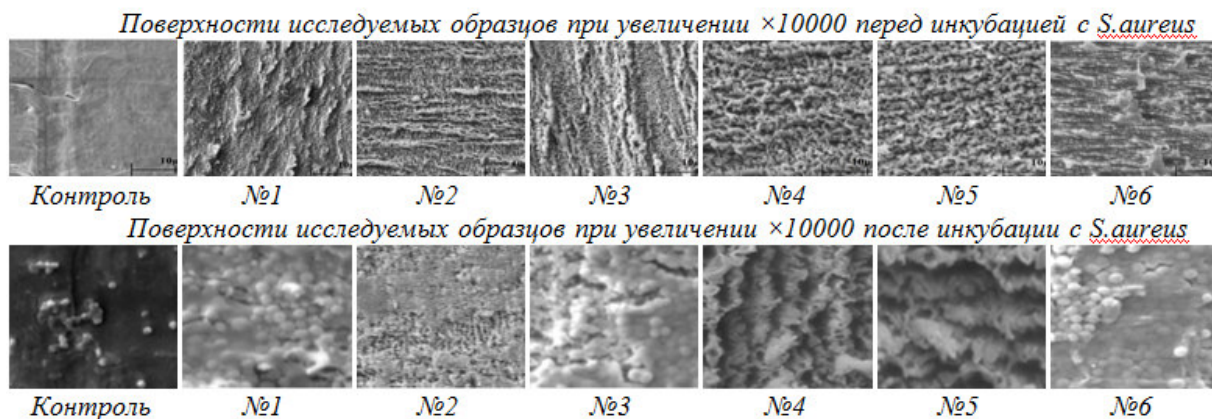 Поверхности исследуемых образцов при увеличении ×10000 перед инкубацией с S.aureus
Контроль №1 №2 №3 №4 №5 №6
Поверхности исследуемых образцов при увеличении ×10000 после инкубации с S.aureus
Контроль №1 №2 №3 №4 №5 №6